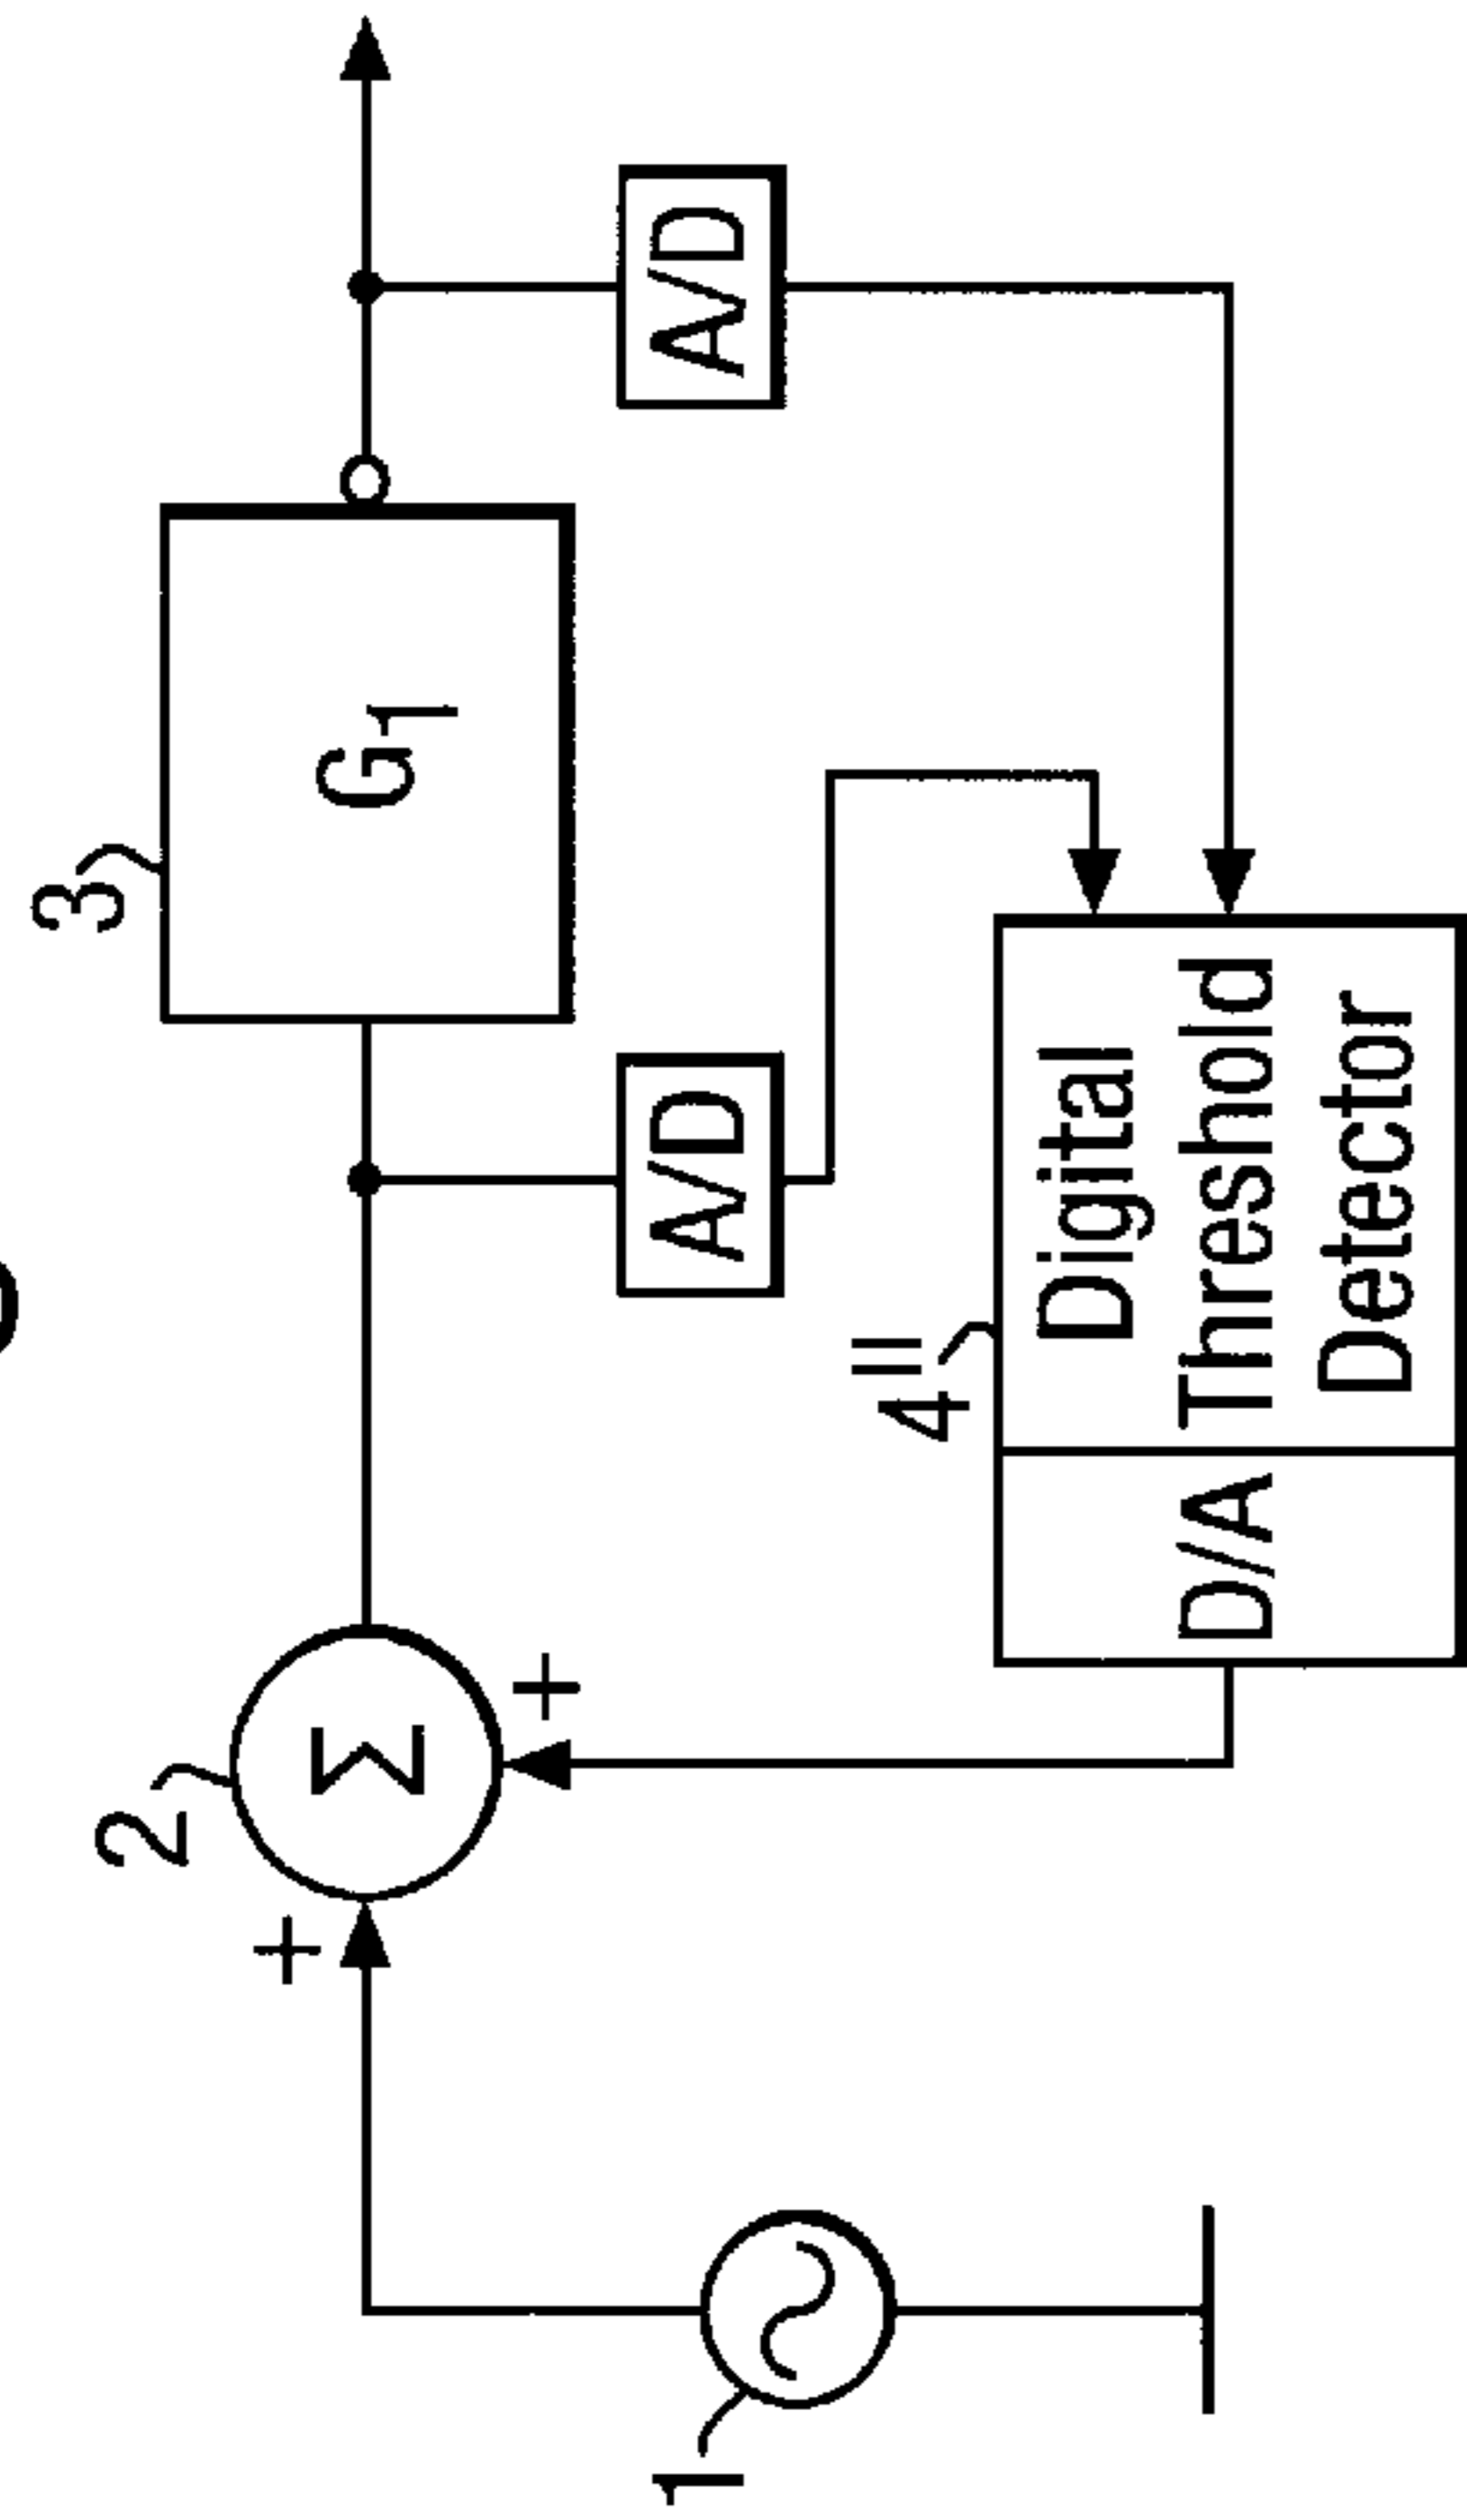 3
G1
A/D
2
+
Σ
+
A/D
4"
D/A
Digital
Threshold
Detector
1